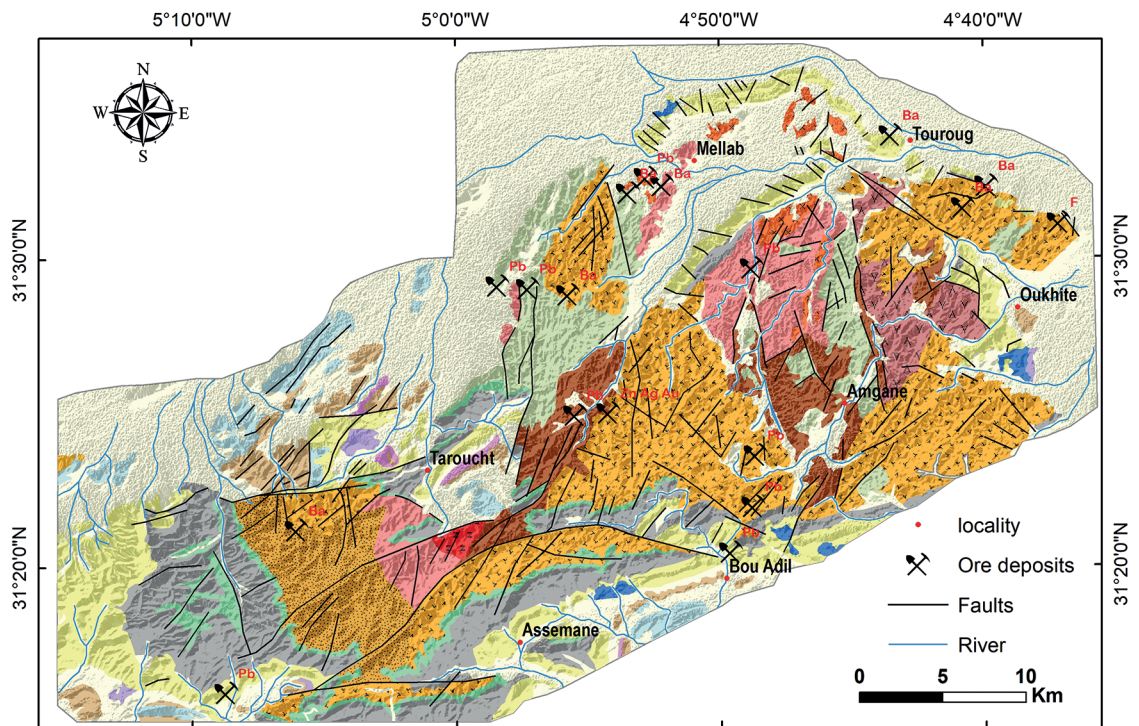 5°10'0"W
5°0'0"W
4°50'0"W
4°40'0"W
N
W
E
S
Ba
Touroug
Mellab
Pb
Ba
Ba
Ba
Ba
F
31°30'0"N
31°30'0"N
Pb
Pb
Pb
Ba
Oukhite
Zn Ag Au
Pb
Amgane
Pb
Taroucht
Ba
Pb
Pb
locality
Ore deposits
Bou Adil
31°20'0"N
31°20'0"N
Faults
Assemane
River
Pb
0
5
10
Km